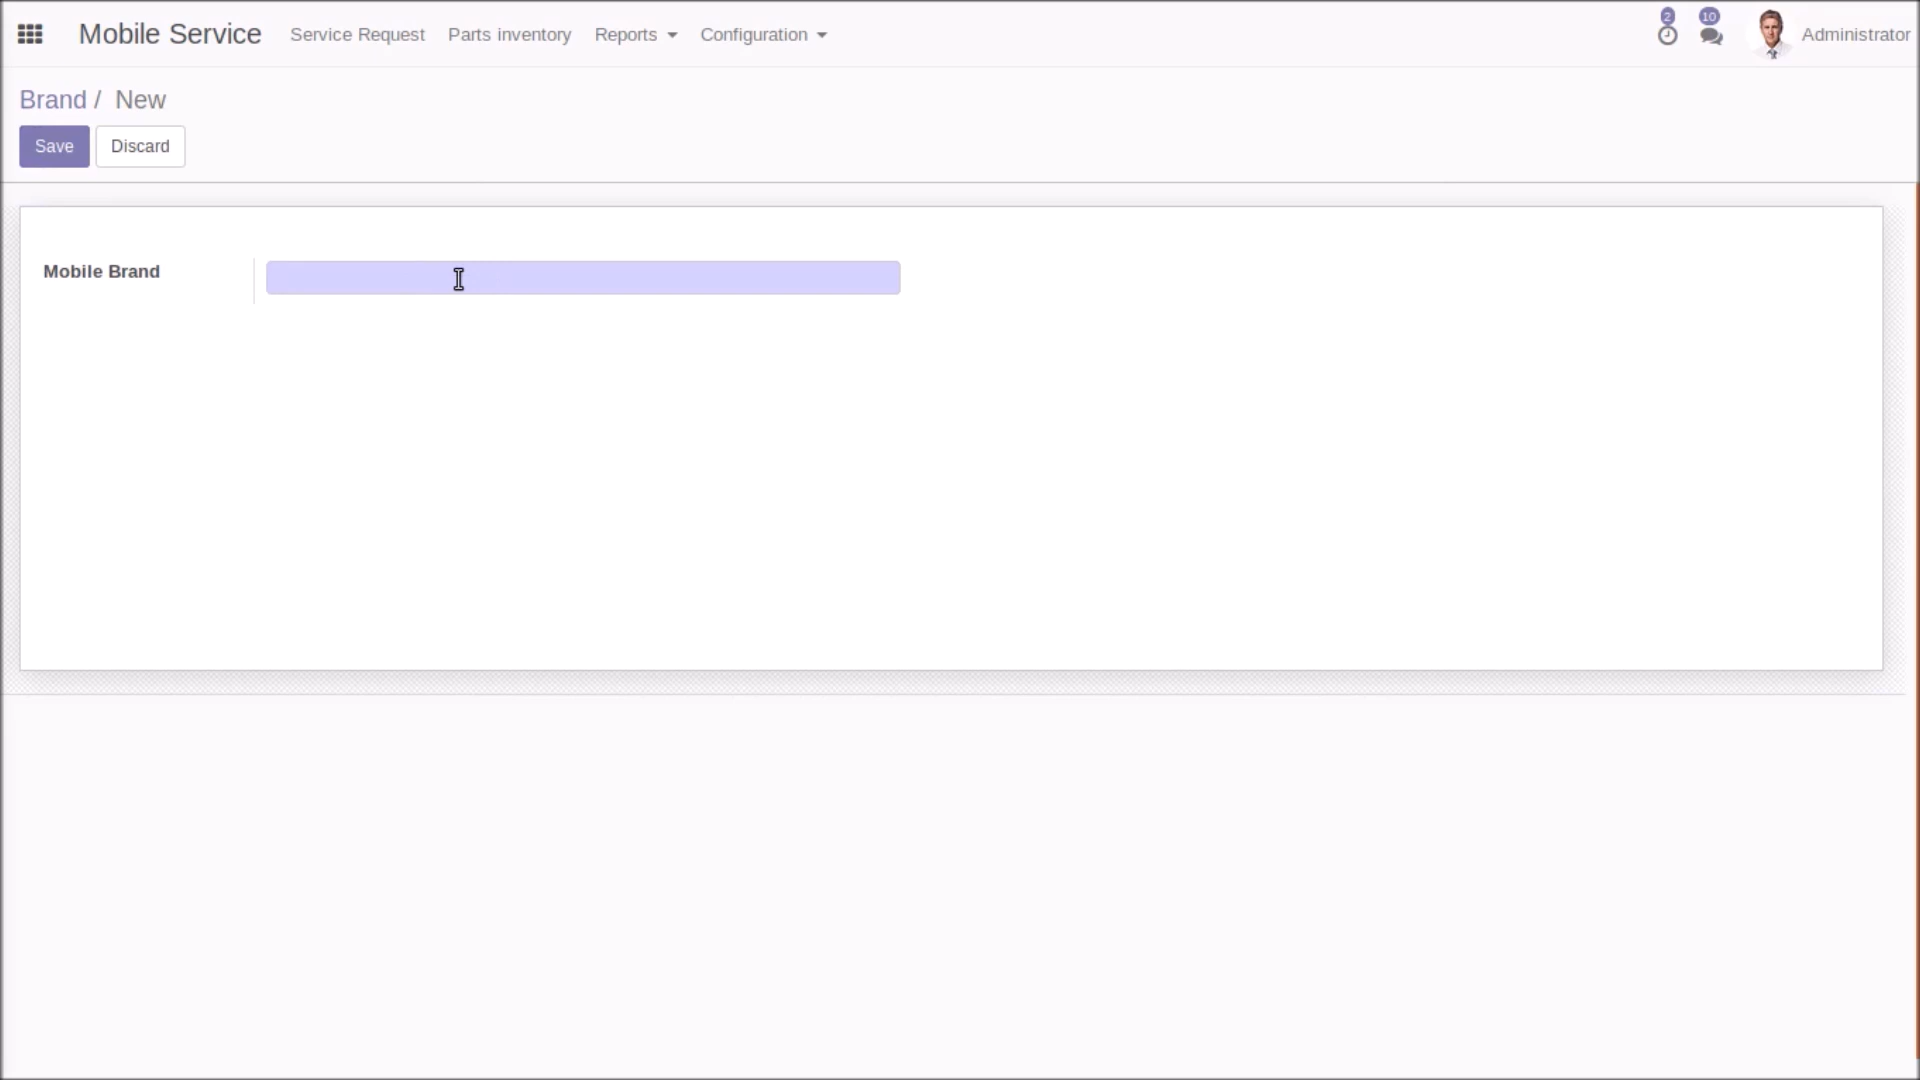 Mobile Service Service Request Parts inventory Reports Configuration 2 10 Administrator
Brand / New
Save Discard
Mobile Brand